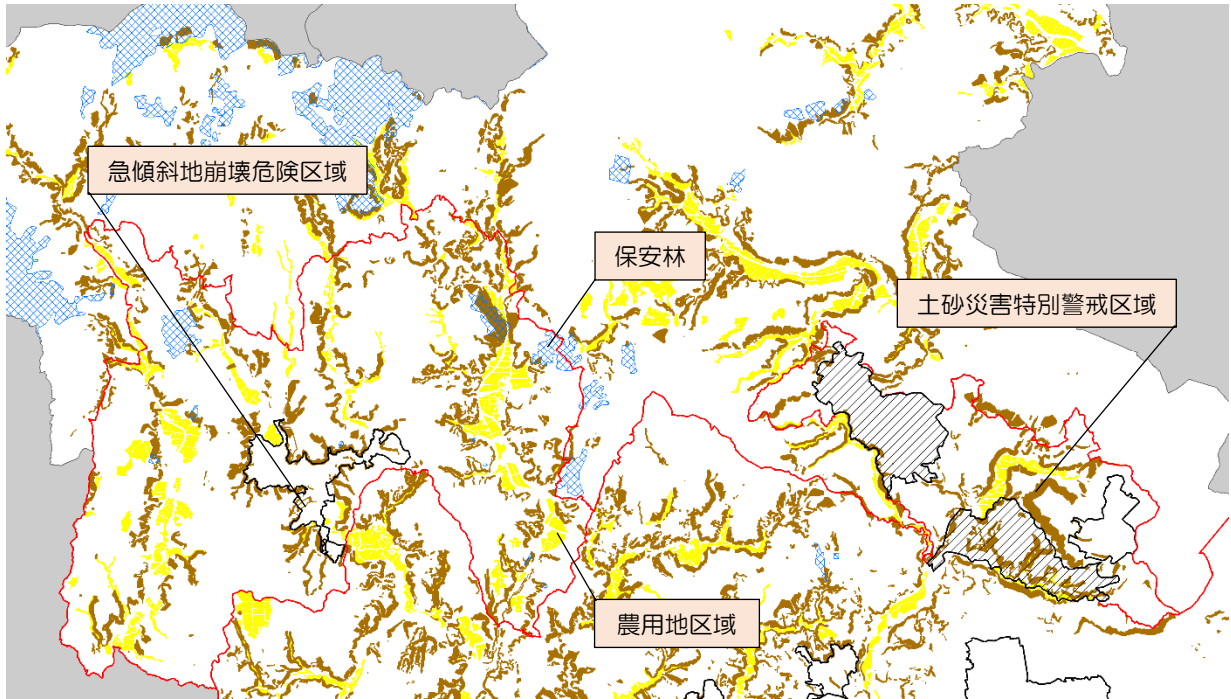 急傾斜地崩壊危険区域
保安林
土砂災害特別警戒区域
農用地区域